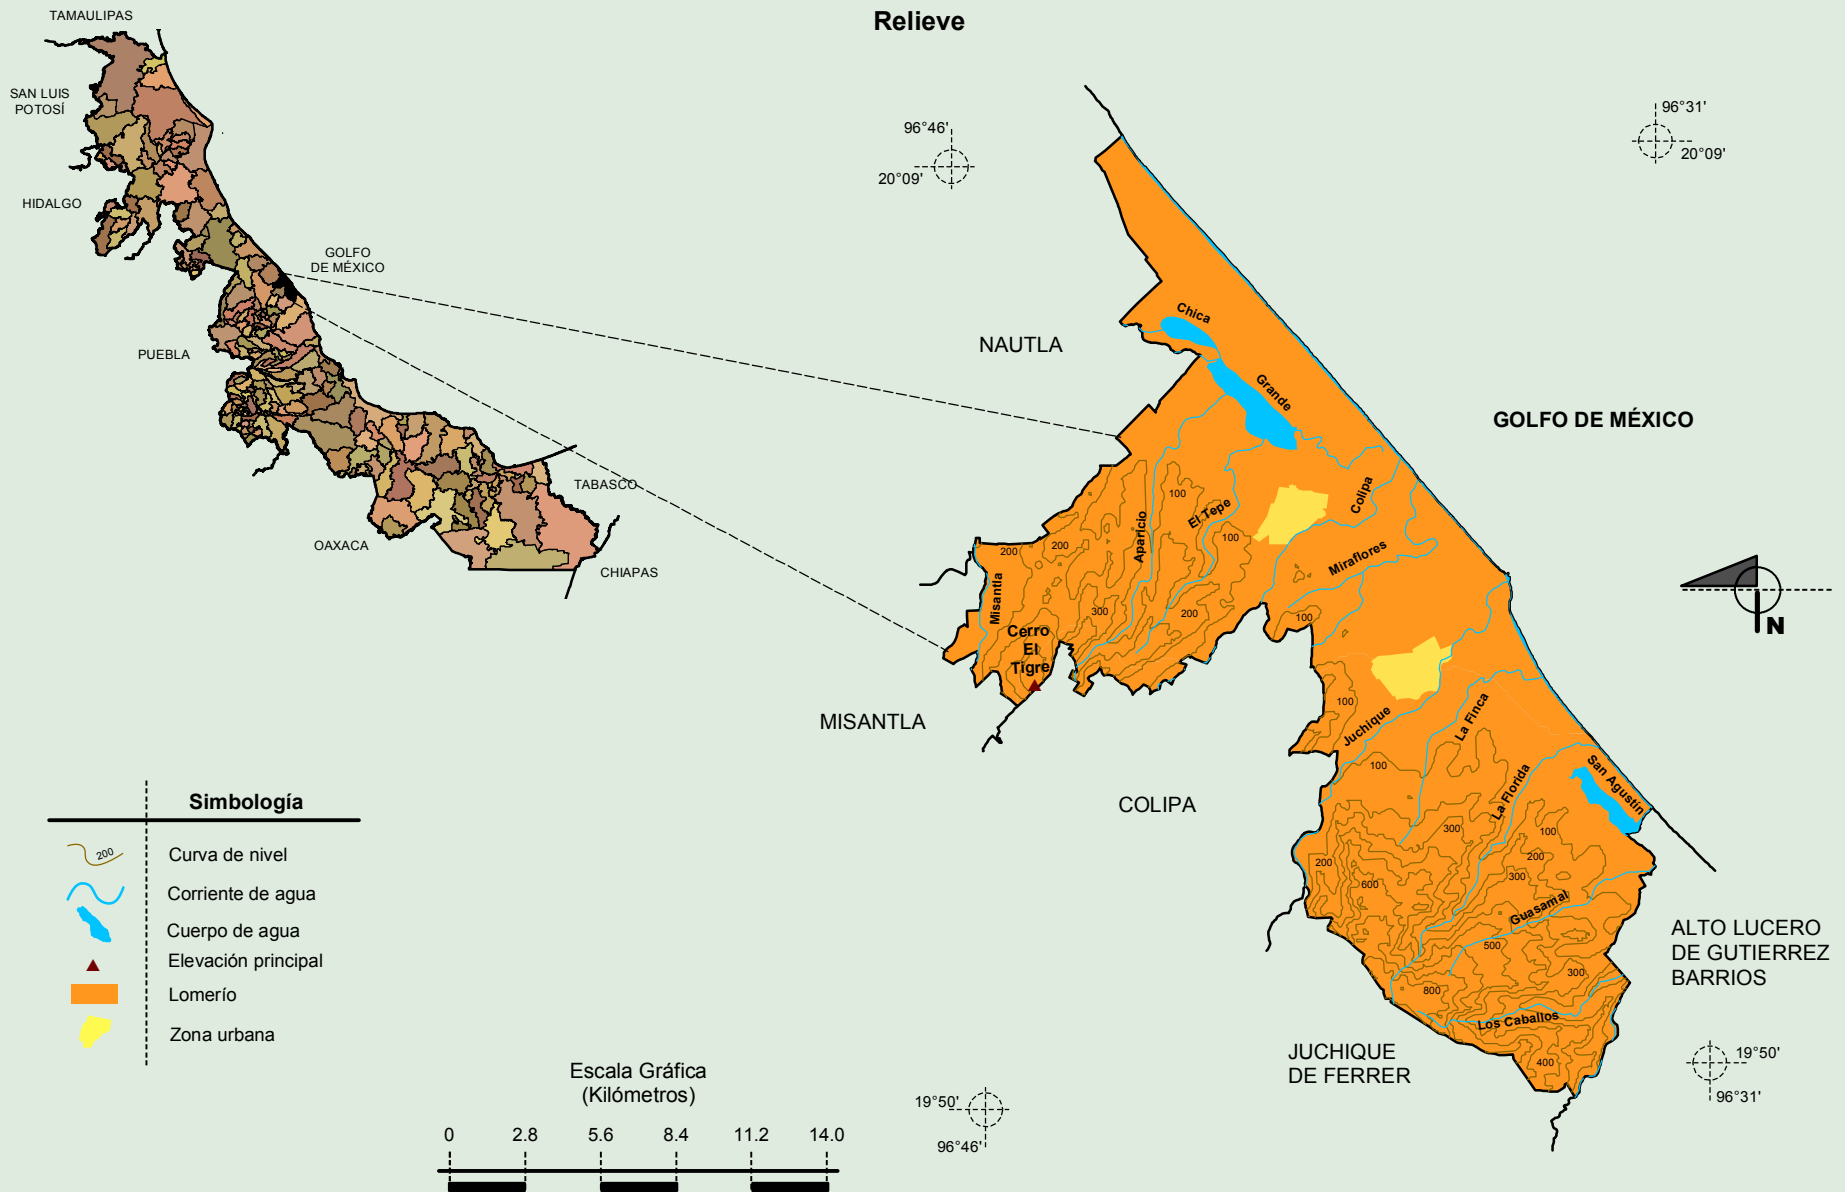 Relieve
TAMAULIPAS
SAN LUIS
POTOSÍ
HIDALGO
GOLFO
DE MÉXICO
PUEBLA
TABASCO
OAXACA
CHIAPAS
96°46'
20°09'
96°31'
20°09'
NAUTLA
Chica
Grande
GOLFO DE MÉXICO
100
El Tepe
Colipa
Aparicio
100
200
200
Miraflores
Misantla
300
200
100
Cerro
El
Tigre
MISANTLA
100
Juchique
La Finca
100
COLIPA
La Florida
San Agustín
300
100
200
200
300
600
Guasamal
500
300
800
Los Caballos
400
ALTO LUCERO
DE GUTIERREZ
BARRIOS
JUCHIQUE
DE FERRER
N
Simbología
200
Curva de nivel
Corriente de agua
Cuerpo de agua
Elevación principal
Lomerío
Zona urbana
Escala Gráfica
(Kilómetros)
0 2.8 5.6 8.4 11.2 14.0
19°50'
96°46'
19°50'
96°31'